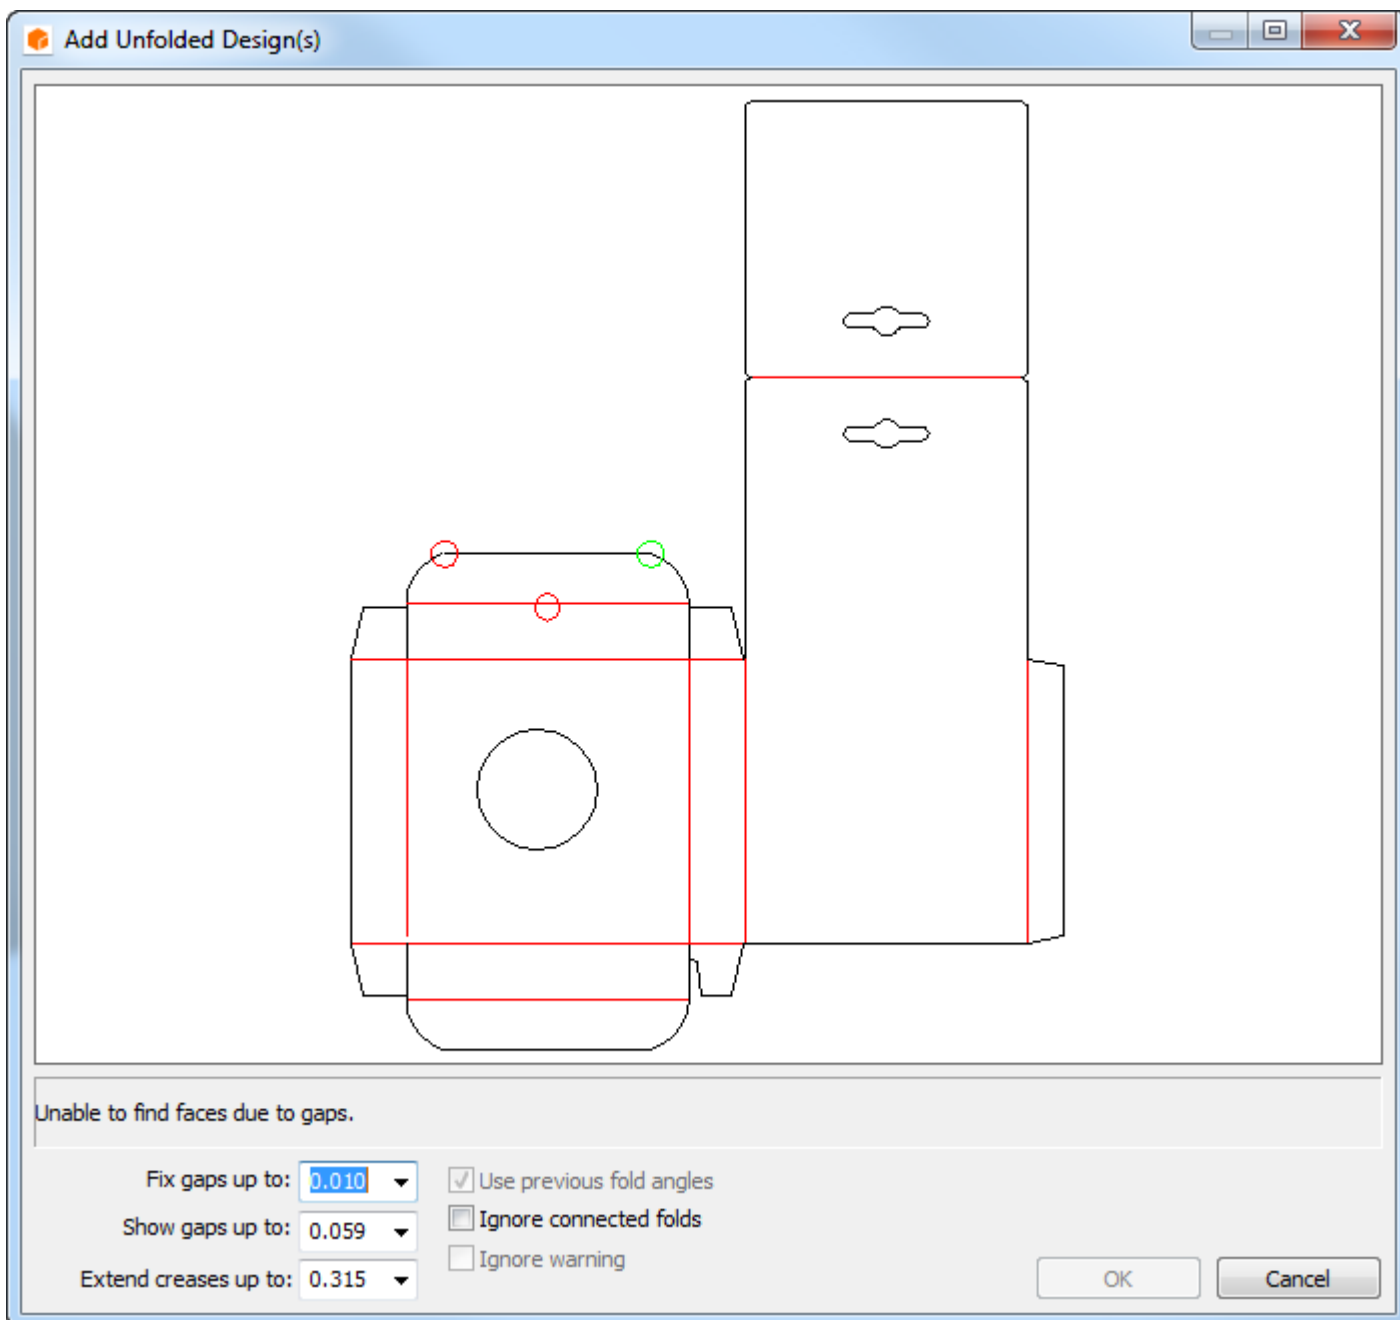 Add Unfolded Design(s)
Unable to find faces due to gaps.
Fix gaps up to: 0.010
Use previous fold angles
Show gaps up to: 0.059
Ignore connected folds
Extend creases up to: 0.315
Ignore warning
OK
Cancel